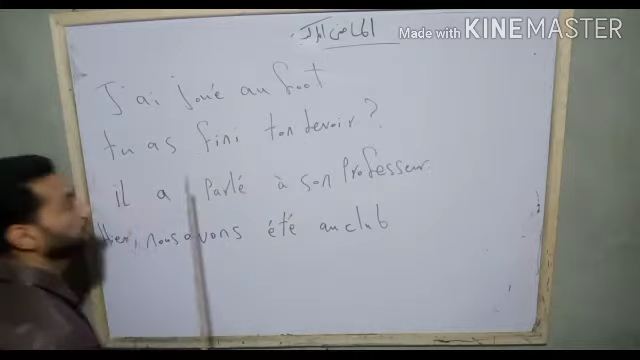 الماضي المركب
Made with KINEMASTER
J'ai joué au foot
tu as fini ton devoir?
il a parlé à son professeur.
Hier, nous avons été au club